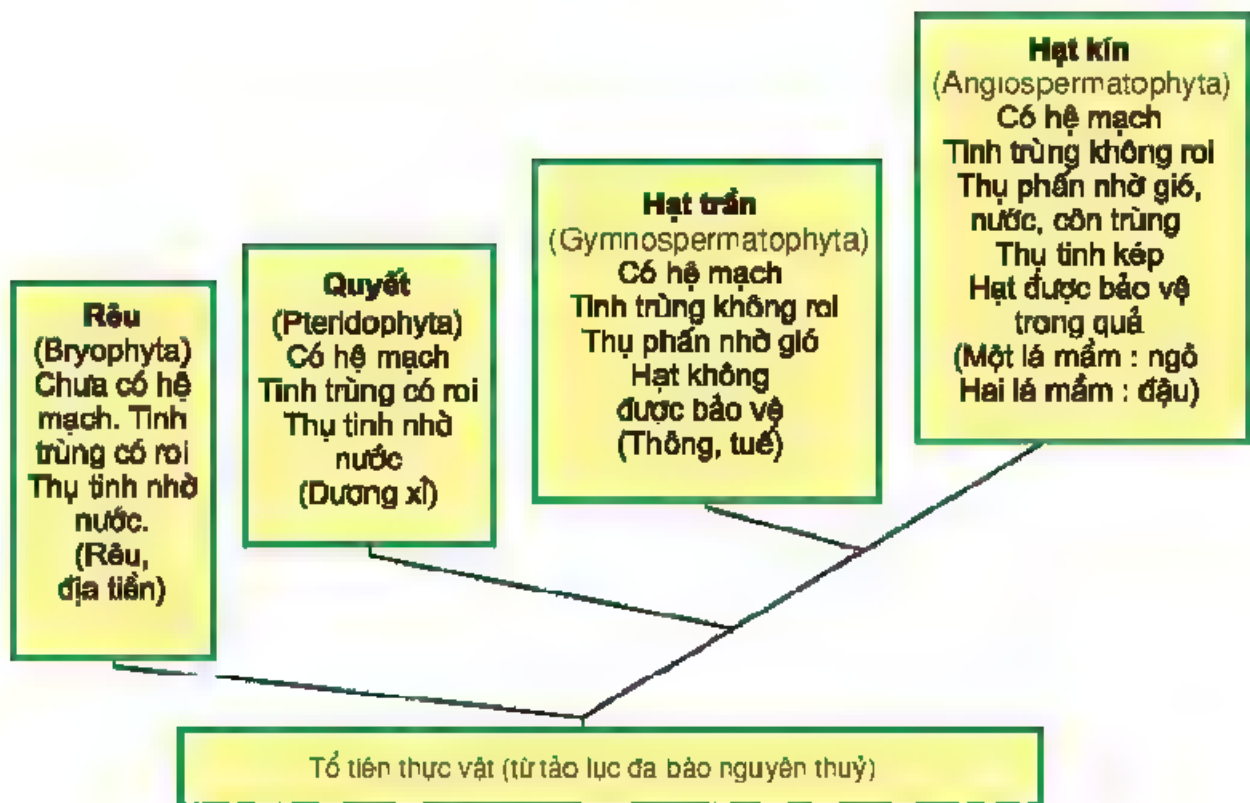 Rêu
(Bryophyta)
Chưa có hệ
mạch. Tinh
trùng có roi
Thụ tinh nhờ
nước.
(Rêu,
địa tiền)
Quyết
(Pteridophyta)
Có hệ mạch
Tinh trùng có roi
Thụ tinh nhờ
nước
(Dương xỉ)
Hạt trần
(Gymnospermatophyta)
Có hệ mạch
Tinh trùng không roi
Thụ phấn nhờ gió
Hạt không
được bảo vệ
(Thông, tuế)
Hạt kín
(Angiospermatophyta)
Có hệ mạch
Tinh trùng không roi
Thụ phấn nhờ gió,
nước, côn trùng
Thụ tinh kép
Hạt được bảo vệ
trong quả
(Một lá mầm : ngô
Hai lá mầm : đậu)
Tổ tiên thực vật (từ tảo lục đa bào nguyên thuỷ)